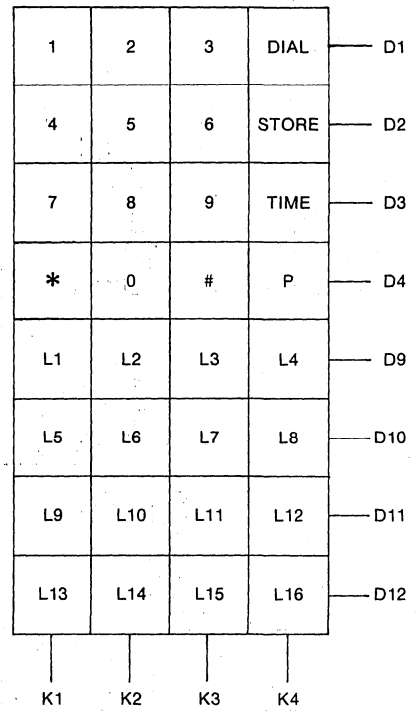 1 2 3 DIAL D1
4 5 6 STORE D2
7 8 9 TIME D3
* 0 # P D4
L1 L2 L3 L4 D9
L5 L6 L7 L8 D10
L9 L10 L11 L12 D11
L13 L14 L15 L16 D12
K1 K2 K3 K4